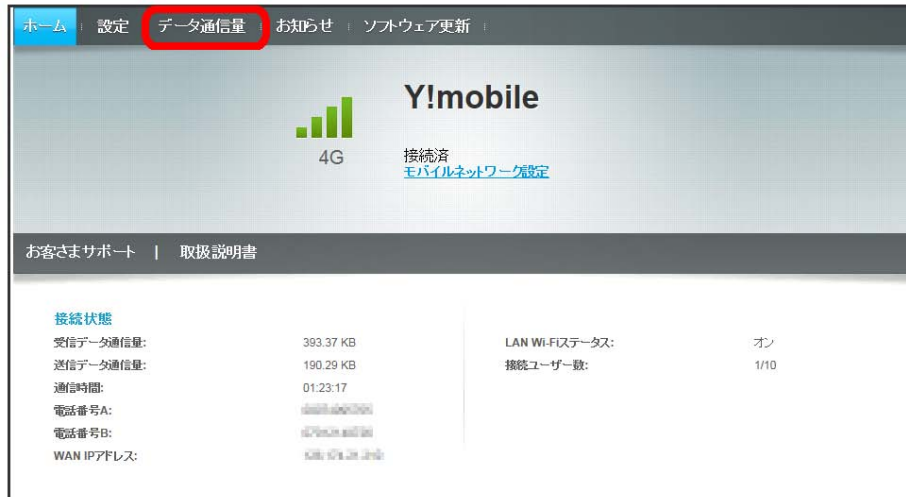 ホーム 設定 データ通信量 お知らせ ソフトウェア更新
Y!mobile
4G
接続済
モバイルネットワーク設定
お客さまサポート | 取扱説明書
接続状態
受信データ通信量: 393.37 KB LAN Wi-Fiステータス: オン
送信データ通信量: 190.29 KB 接続ユーザー数: 1/10
通信時間: 01:23:17
電話番号A:
電話番号B:
WAN IPアドレス: